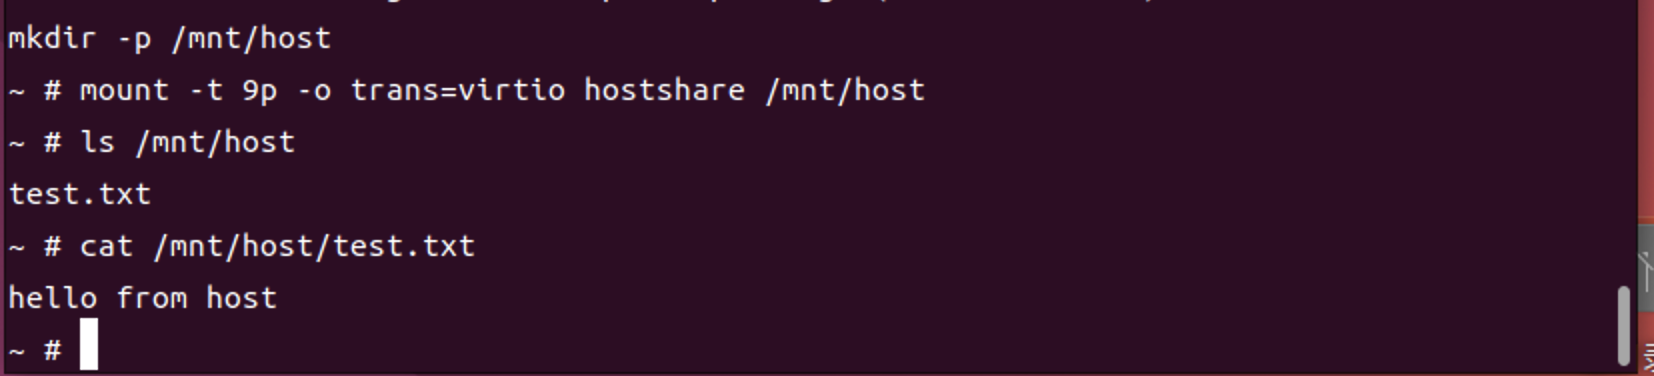 mkdir -p /mnt/host
~ # mount -t 9p -o trans=virtio hostshare /mnt/host
~ # ls /mnt/host
test.txt
~ # cat /mnt/host/test.txt
hello from host
~ #